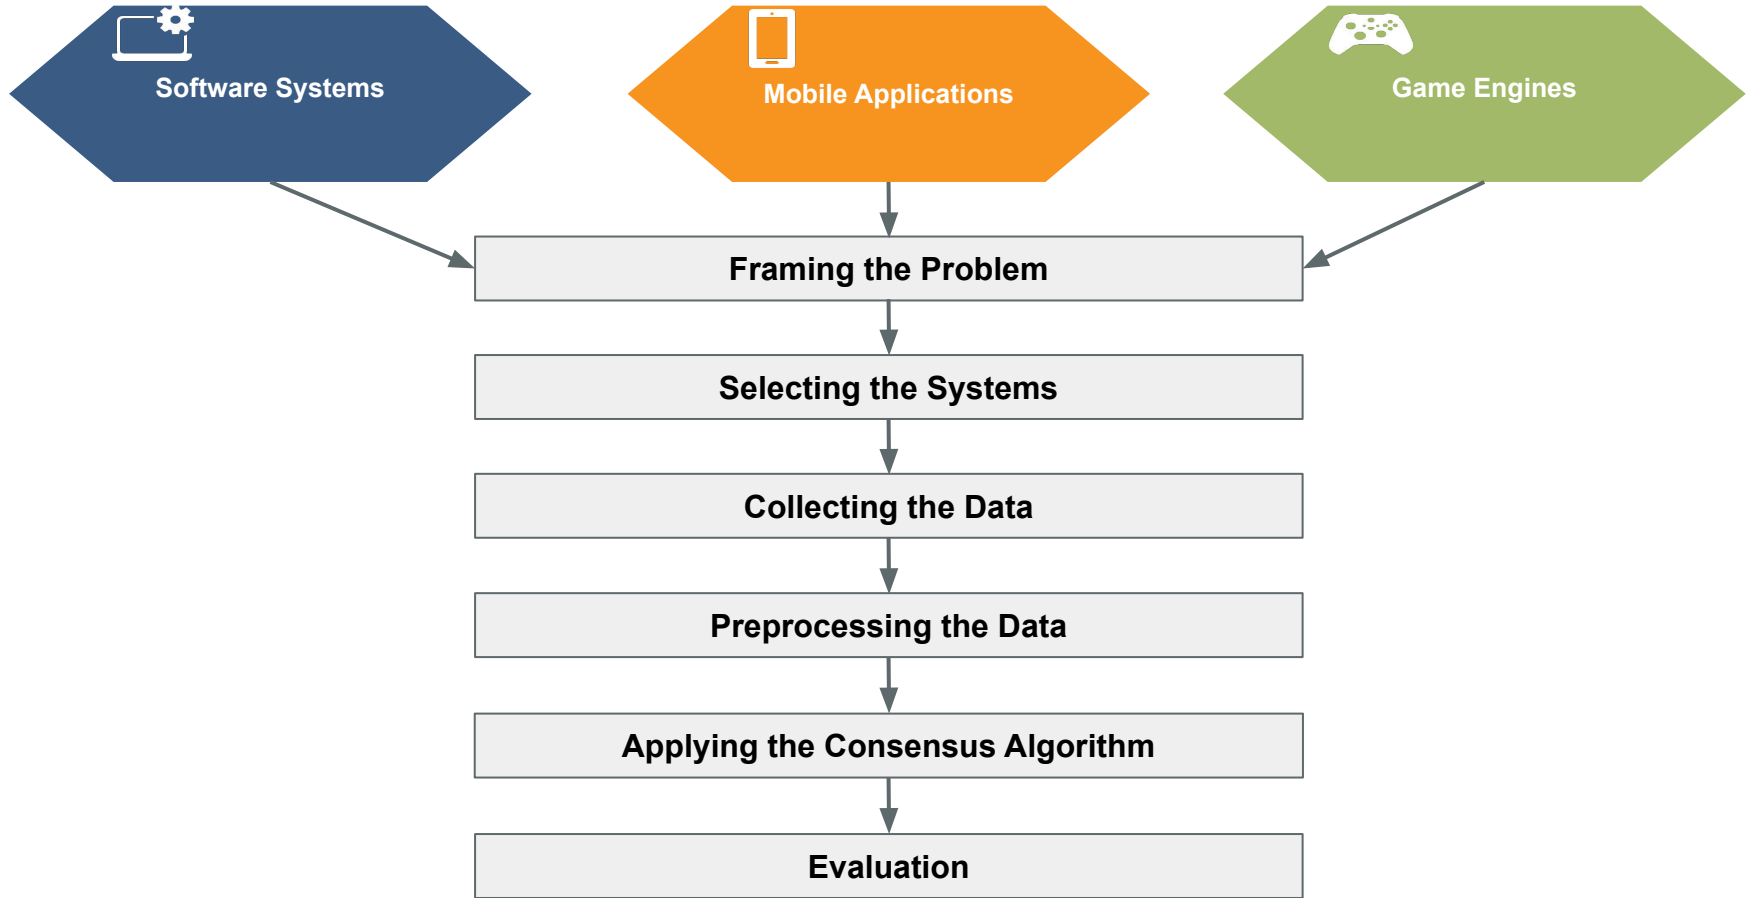 Software Systems
Mobile Applications
Game Engines
Framing the Problem
Selecting the Systems
Collecting the Data
Preprocessing the Data
Applying the Consensus Algorithm
Evaluation